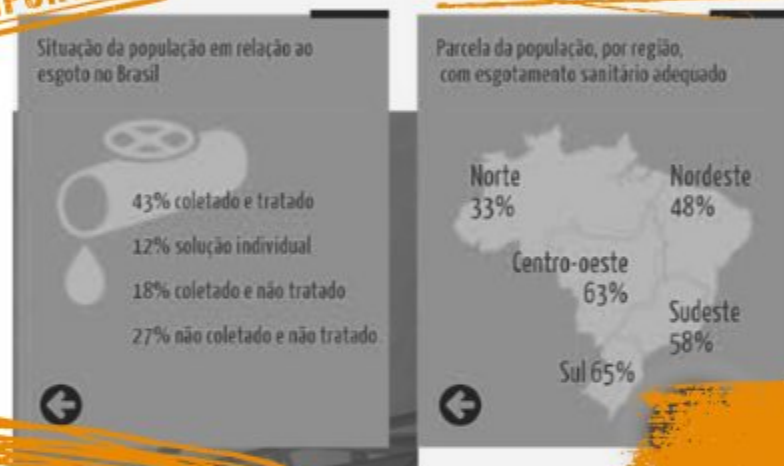 Situação da população em relação ao
esgoto no Brasil
43% coletado e tratado
12% solução individual
18% coletado e não tratado
27% não coletado e não tratado
Parcela da população, por região,
com esgotamento sanitário adequado
Norte
33%
Nordeste
48%
Centro-oeste
63%
Sudeste
58%
Sul 65%